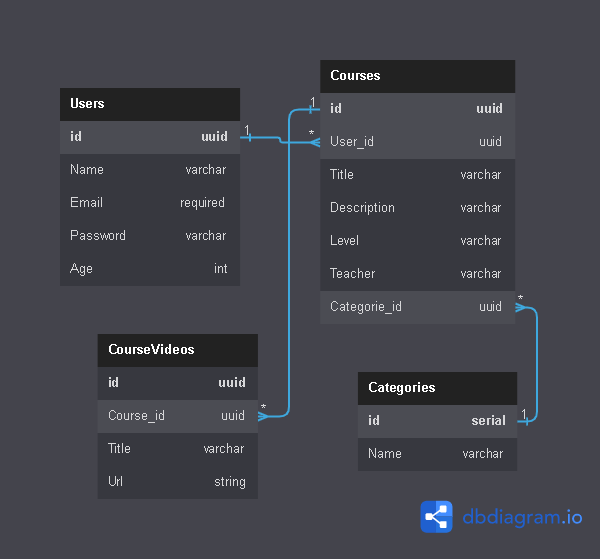 Users
id uuid
Name varchar
Email required
Password varchar
Age int
1
*
Courses
1
id uuid
User_id uuid
Title varchar
Description varchar
Level varchar
Teacher varchar
Categorie_id uuid
*
CourseVideos
id uuid
Course_id uuid
*
Title varchar
Url string
Categories
id serial
1
Name varchar
dbdiagram.io